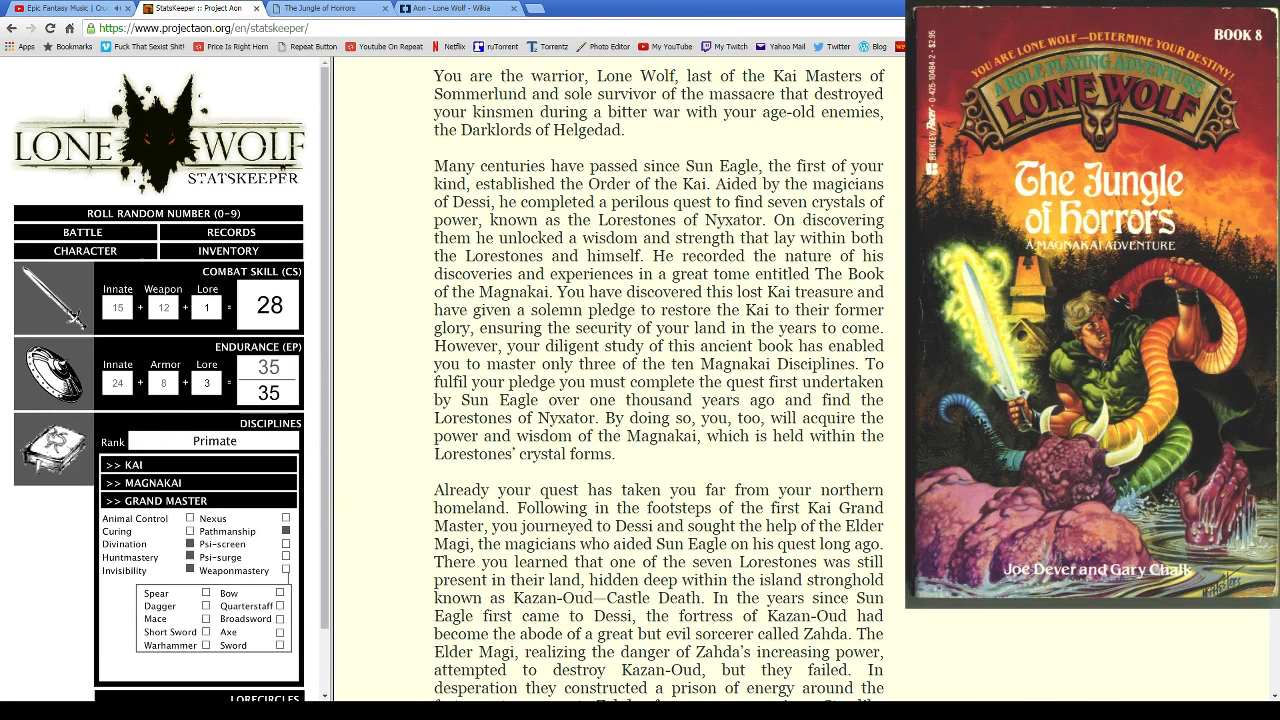 Epic Fantasy Music | Crus
StatsKeeper :: Project Aon
The Jungle of Horrors
Aon - Lone Wolf - Wikia
https://www.projectaon.org/en/statskeeper/
Apps
Bookmarks
Fuck That Sexist Shit!
Price Is Right Horn
Repeat Button
Youtube On Repeat
Netflix
ruTorrent
Torrentz
Photo Editor
My YouTube
My Twitch
Yahoo Mail
Twitter
Blog
LONE WOLF
STATSKEEPER
ROLL RANDOM NUMBER (0-9)
BATTLE
RECORDS
CHARACTER
INVENTORY
COMBAT SKILL (CS)
Innate Weapon Lore
15 + 12 + 1 = 28
ENDURANCE (EP)
Innate Armor Lore
35
24 + 8 + 3 =
35
DISCIPLINES
Rank Primate
>> KAI
>> MAGNAKAI
>> GRAND MASTER
Animal Control Nexus
Curing Pathmanship
Divination Psi-screen
Huntmastery Psi-surge
Invisibility Weaponmastery
Spear Bow
Dagger Quarterstaff
Mace Broadsword
Short Sword Axe
Warhammer Sword
LORECIRCLES
You are the warrior, Lone Wolf, last of the Kai Masters of
Sommerlund and sole survivor of the massacre that destroyed
your kinsmen during a bitter war with your age-old enemies,
the Darklords of Helgedad.
Many centuries have passed since Sun Eagle, the first of your
kind, established the Order of the Kai. Aided by the magicians
of Dessi, he completed a perilous quest to find seven crystals of
power, known as the Lorestones of Nyxator. On discovering
them he unlocked a wisdom and strength that lay within both
the Lorestones and himself. He recorded the nature of his
discoveries and experiences in a great tome entitled The Book
of the Magnakai. You have discovered this lost Kai treasure and
have given a solemn pledge to restore the Kai to their former
glory, ensuring the security of your land in the years to come.
However, your diligent study of this ancient book has enabled
you to master only three of the ten Magnakai Disciplines. To
fulfil your pledge you must complete the quest first undertaken
by Sun Eagle over one thousand years ago and find the
Lorestones of Nyxator. By doing so, you, too, will acquire the
power and wisdom of the Magnakai, which is held within the
Lorestones’ crystal forms.
Already your quest has taken you far from your northern
homeland. Following in the footsteps of the first Kai Grand
Master, you journeyed to Dessi and sought the help of the Elder
Magi, the magicians who aided Sun Eagle on his quest long ago.
There you learned that one of the seven Lorestones was still
present in their land, hidden deep within the island stronghold
known as Kazan-Oud—Castle Death. In the years since Sun
Eagle first came to Dessi, the fortress of Kazan-Oud had
become the abode of a great but evil sorcerer called Zahda. The
Elder Magi, realizing the danger of Zahda’s increasing power,
attempted to destroy Kazan-Oud, but they failed. In
desperation they constructed a prison of energy around the
BOOK 8
YOU ARE LONE WOLF—DETERMINE YOUR DESTINY!
A ROLE PLAYING ADVENTURE
LONE WOLF
The Jungle
of Horrors
A MAGNAKAI ADVENTURE
Joe Dever and Gary Chalk
BERKLEY/Pacer • 0-425-10484-2 • $2.95